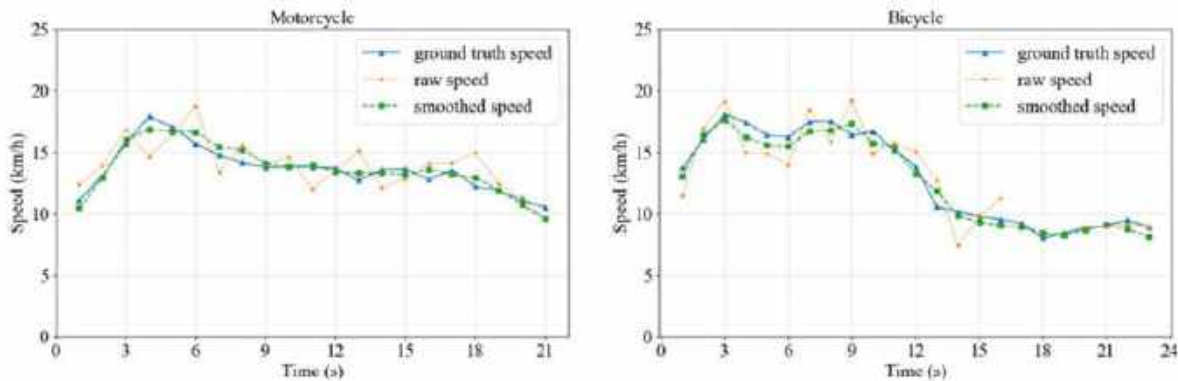 Motorcycle
25
20
15
10
5
0
Speed (km/h)
ground truth speed
raw speed
smoothed speed
0 3 6 9 12 15 18 21
Time (s)
Bicycle
25
20
15
10
5
0
Speed (km/h)
ground truth speed
raw speed
smoothed speed
0 3 6 9 12 15 18 21 24
Time (s)